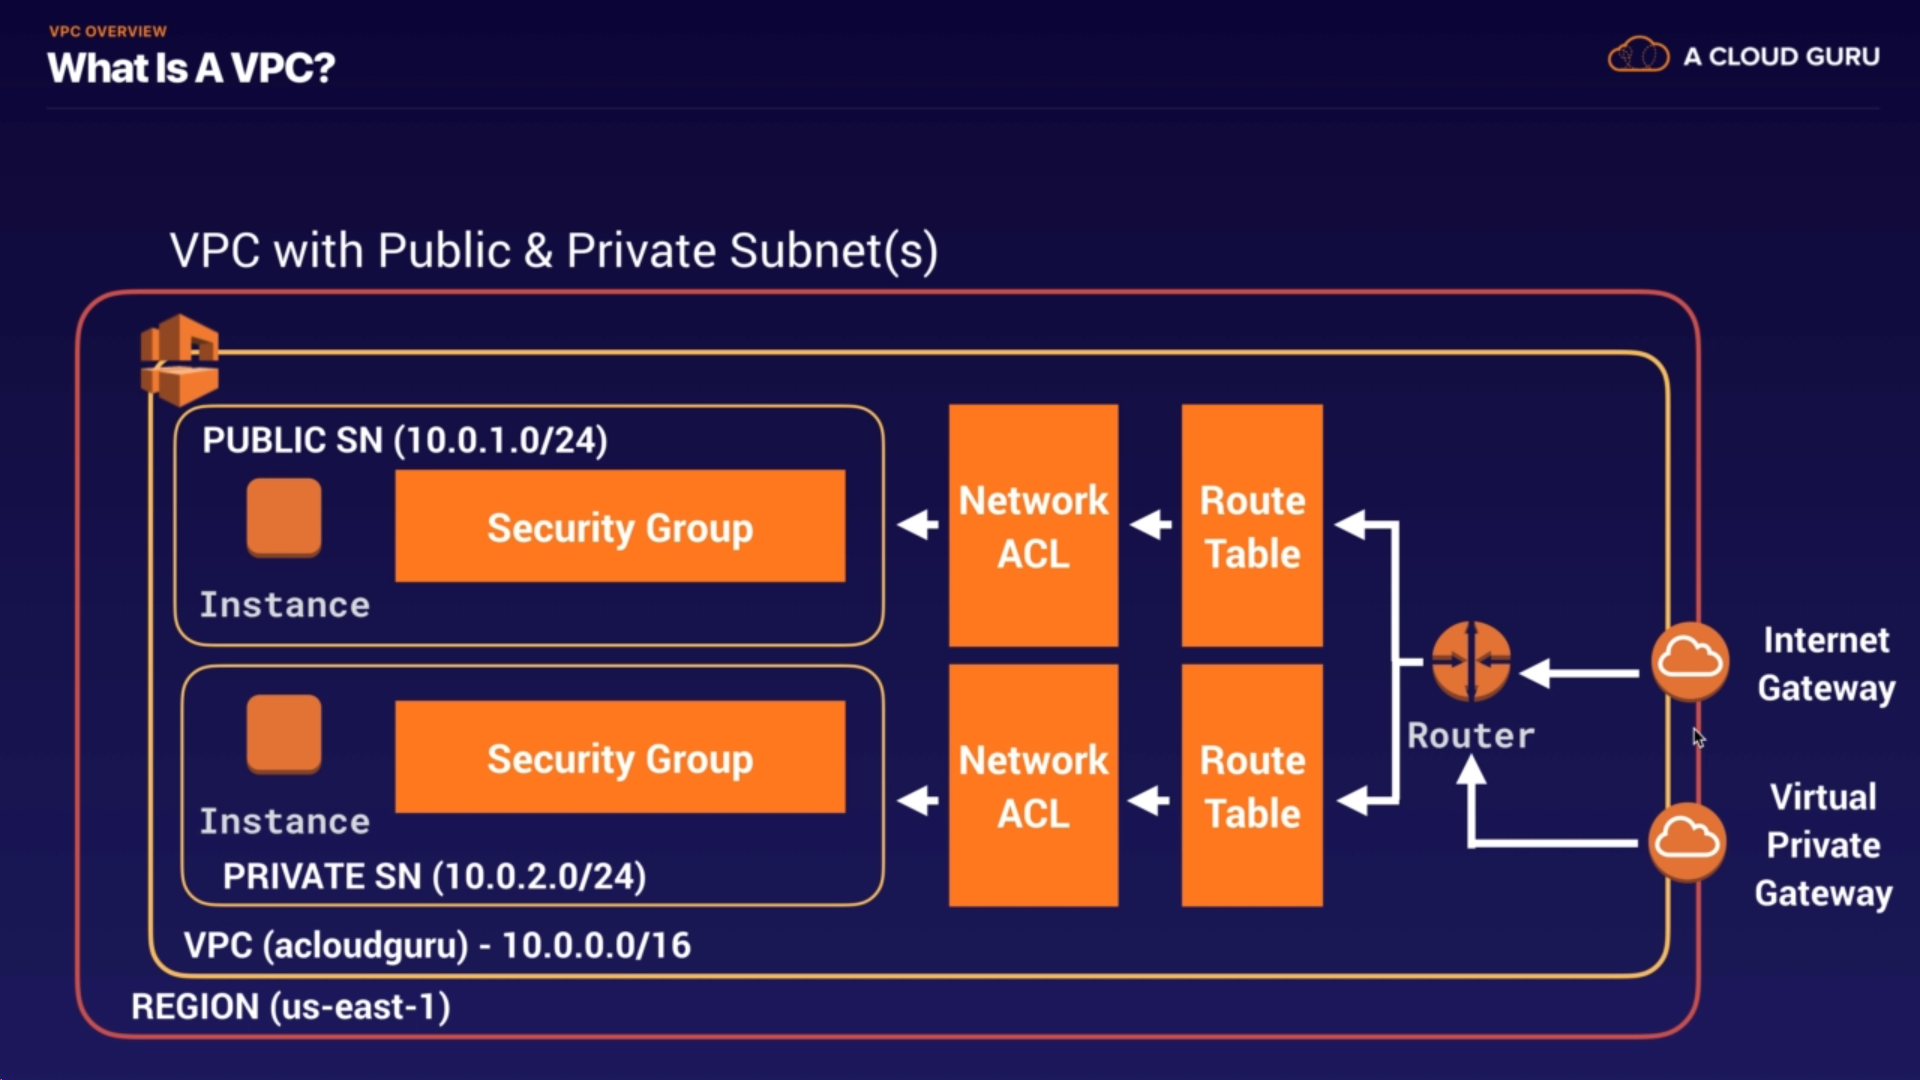 VPC OVERVIEW
What Is A VPC?
A CLOUD GURU
VPC with Public & Private Subnet(s)
PUBLIC SN (10.0.1.0/24)
Security Group
Instance
Network
ACL
Route
Table
Internet
Gateway
Router
Security Group
Instance
PRIVATE SN (10.0.2.0/24)
Network
ACL
Route
Table
Virtual
Private
Gateway
VPC (acloudguru) - 10.0.0.0/16
REGION (us-east-1)